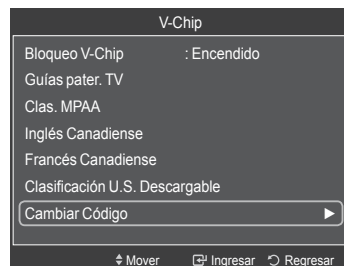 V-Chip
Bloqueo V-Chip : Encendido
Guías pater. TV
Clas. MPAA
Inglés Canadiense
Francés Canadiense
Clasificación U.S. Descargable
Cambiar Código
Mover Ingresar Regresar